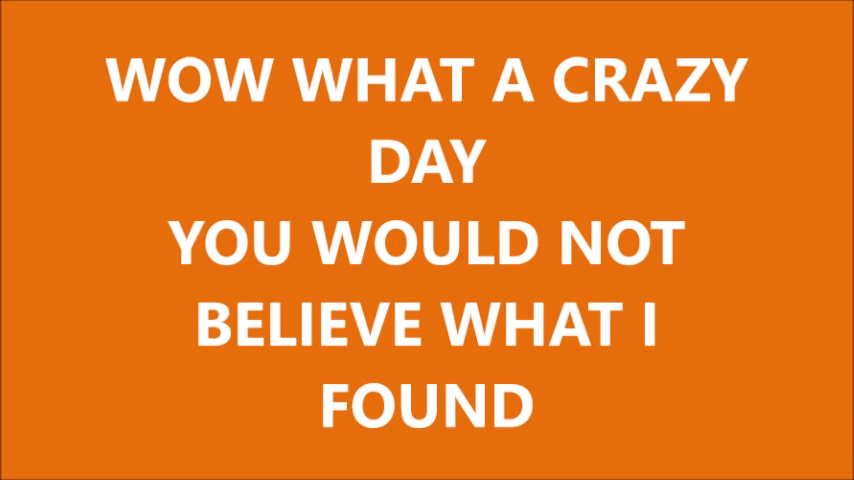 WOW WHAT A CRAZY
DAY
YOU WOULD NOT
BELIEVE WHAT I
FOUND